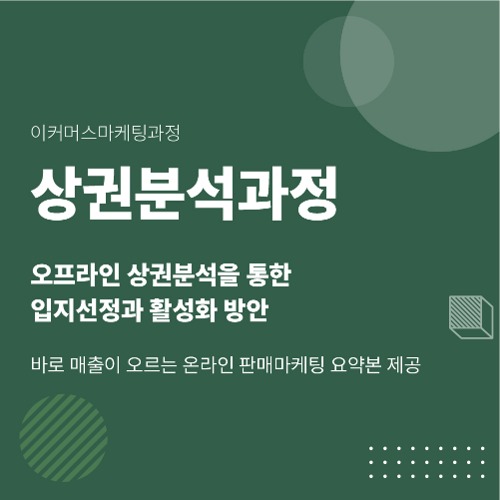 이커머스마케팅과정
상권분석과정
오프라인 상권분석을 통한
입지선정과 활성화 방안
바로 매출이 오르는 온라인 판매마케팅 요약본 제공